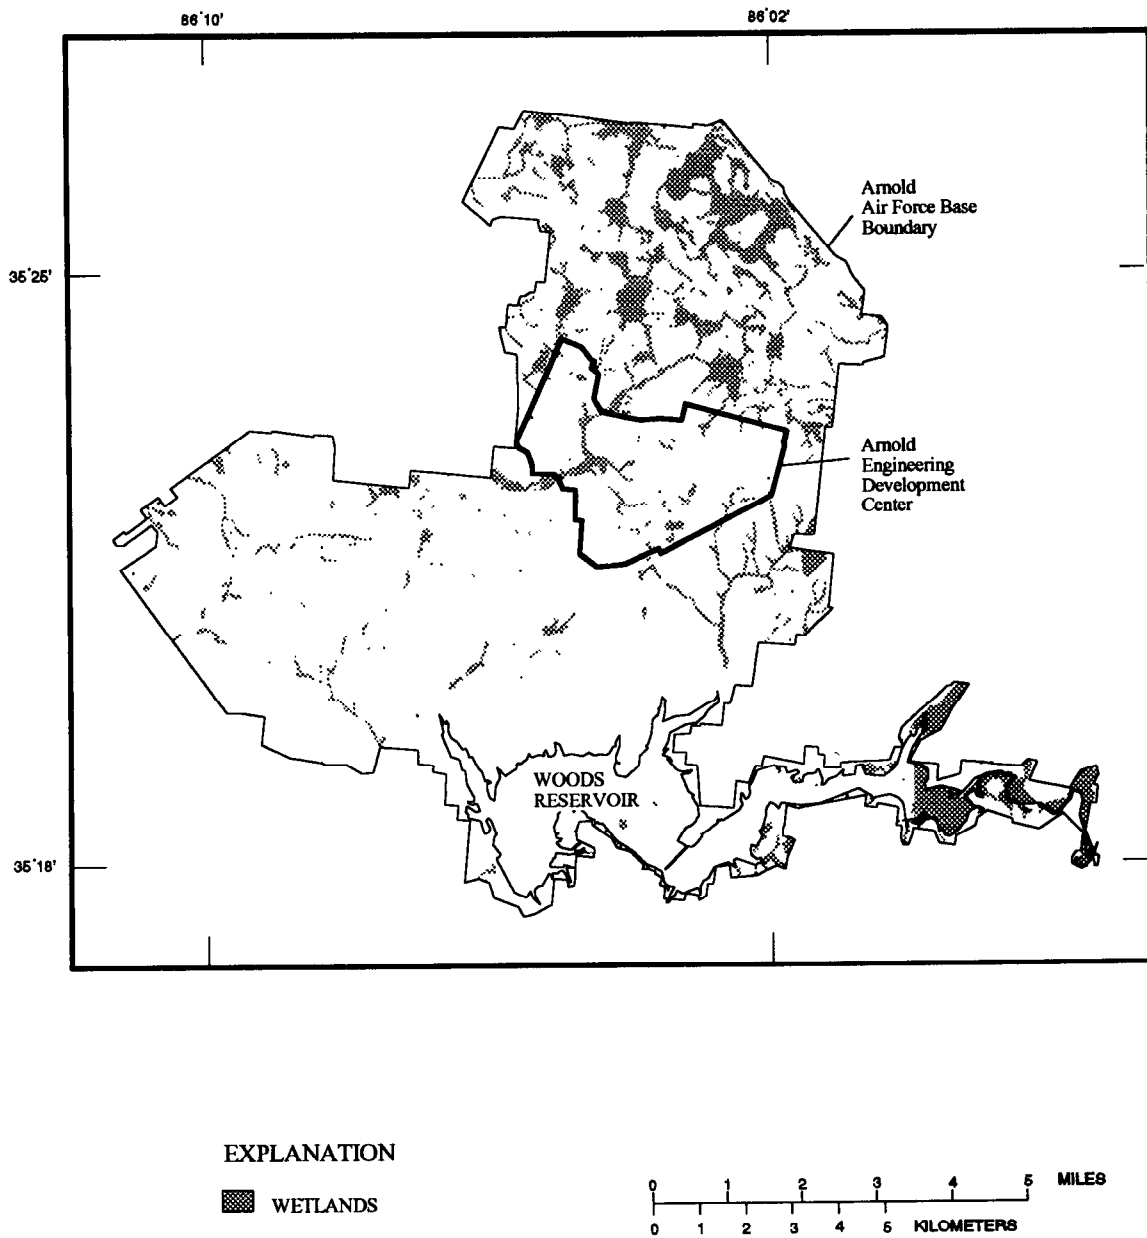 86°10'
86°02'
Arnold
Air Force Base
Boundary
35°25'
Arnold
Engineering
Development
Center
WOODS
RESERVOIR
35°18'
EXPLANATION
WETLANDS
0 1 2 3 4 5 MILES
0 1 2 3 4 5 KILOMETERS